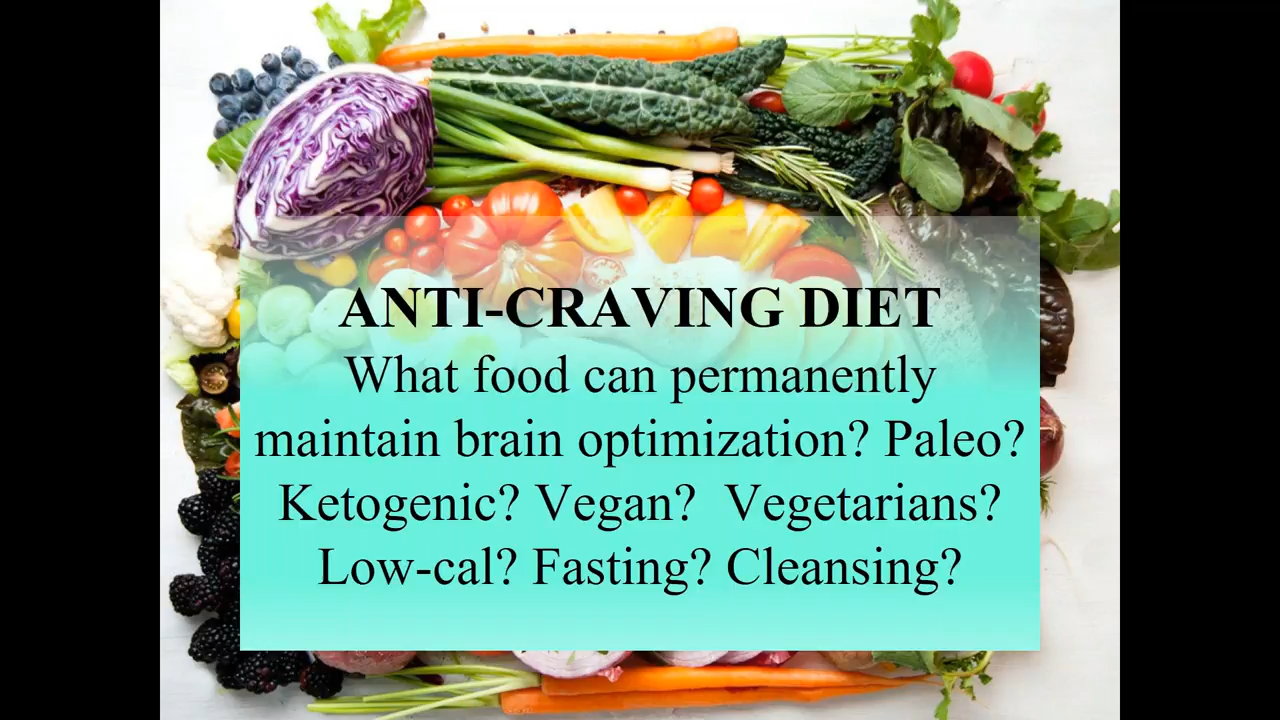 ANTI-CRAVING DIET
What food can permanently
maintain brain optimization? Paleo?
Ketogenic? Vegan?  Vegetarians?
Low-cal? Fasting? Cleansing?